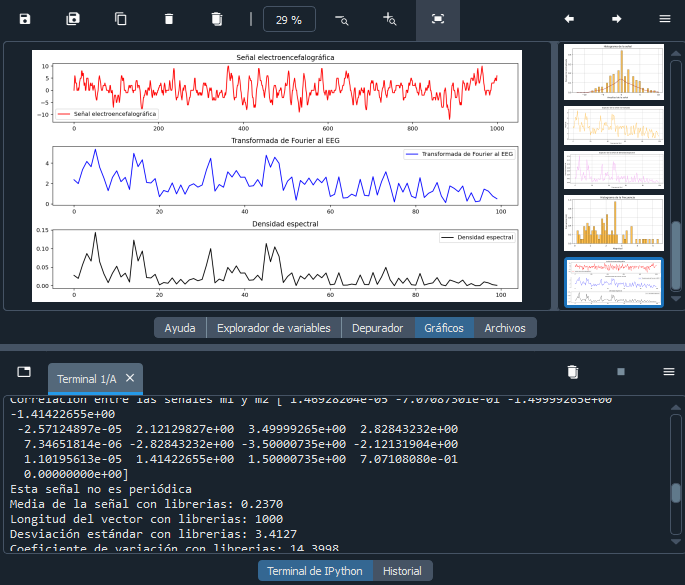 29 %
Señal electroencefalográfica
10
5
0
-5
-10
Señal electroencefalográfica
0
200
400
600
800
1000
Transformada de Fourier al EEG
4
2
0
Transformada de Fourier al EEG
0
20
40
60
80
100
Densidad espectral
0.15
0.10
0.05
0.00
Densidad espectral
0
20
40
60
80
100
Ayuda
Explorador de variables
Depurador
Gráficos
Archivos
Terminal 1/A
Correlación entre las señales m1 y m2 [ 1.46928204e-05 -7.07087301e-01 -1.49999265e+00
-1.41422655e+00
-2.57124897e-05 2.12129827e+00 3.49999265e+00 2.82843232e+00
7.34651814e-06 -2.82843232e+00 -3.50000735e+00 -2.12131904e+00
1.10195613e-05 1.41422655e+00 1.50000735e+00 7.07108080e-01
0.00000000e+00]
Esta señal no es periódica
Media de la señal con librerias: 0.2370
Longitud del vector con librerias: 1000
Desviación estándar con librerias: 3.4127
Coeficiente de variación con librerias: 14.3998
Terminal de IPython
Historial